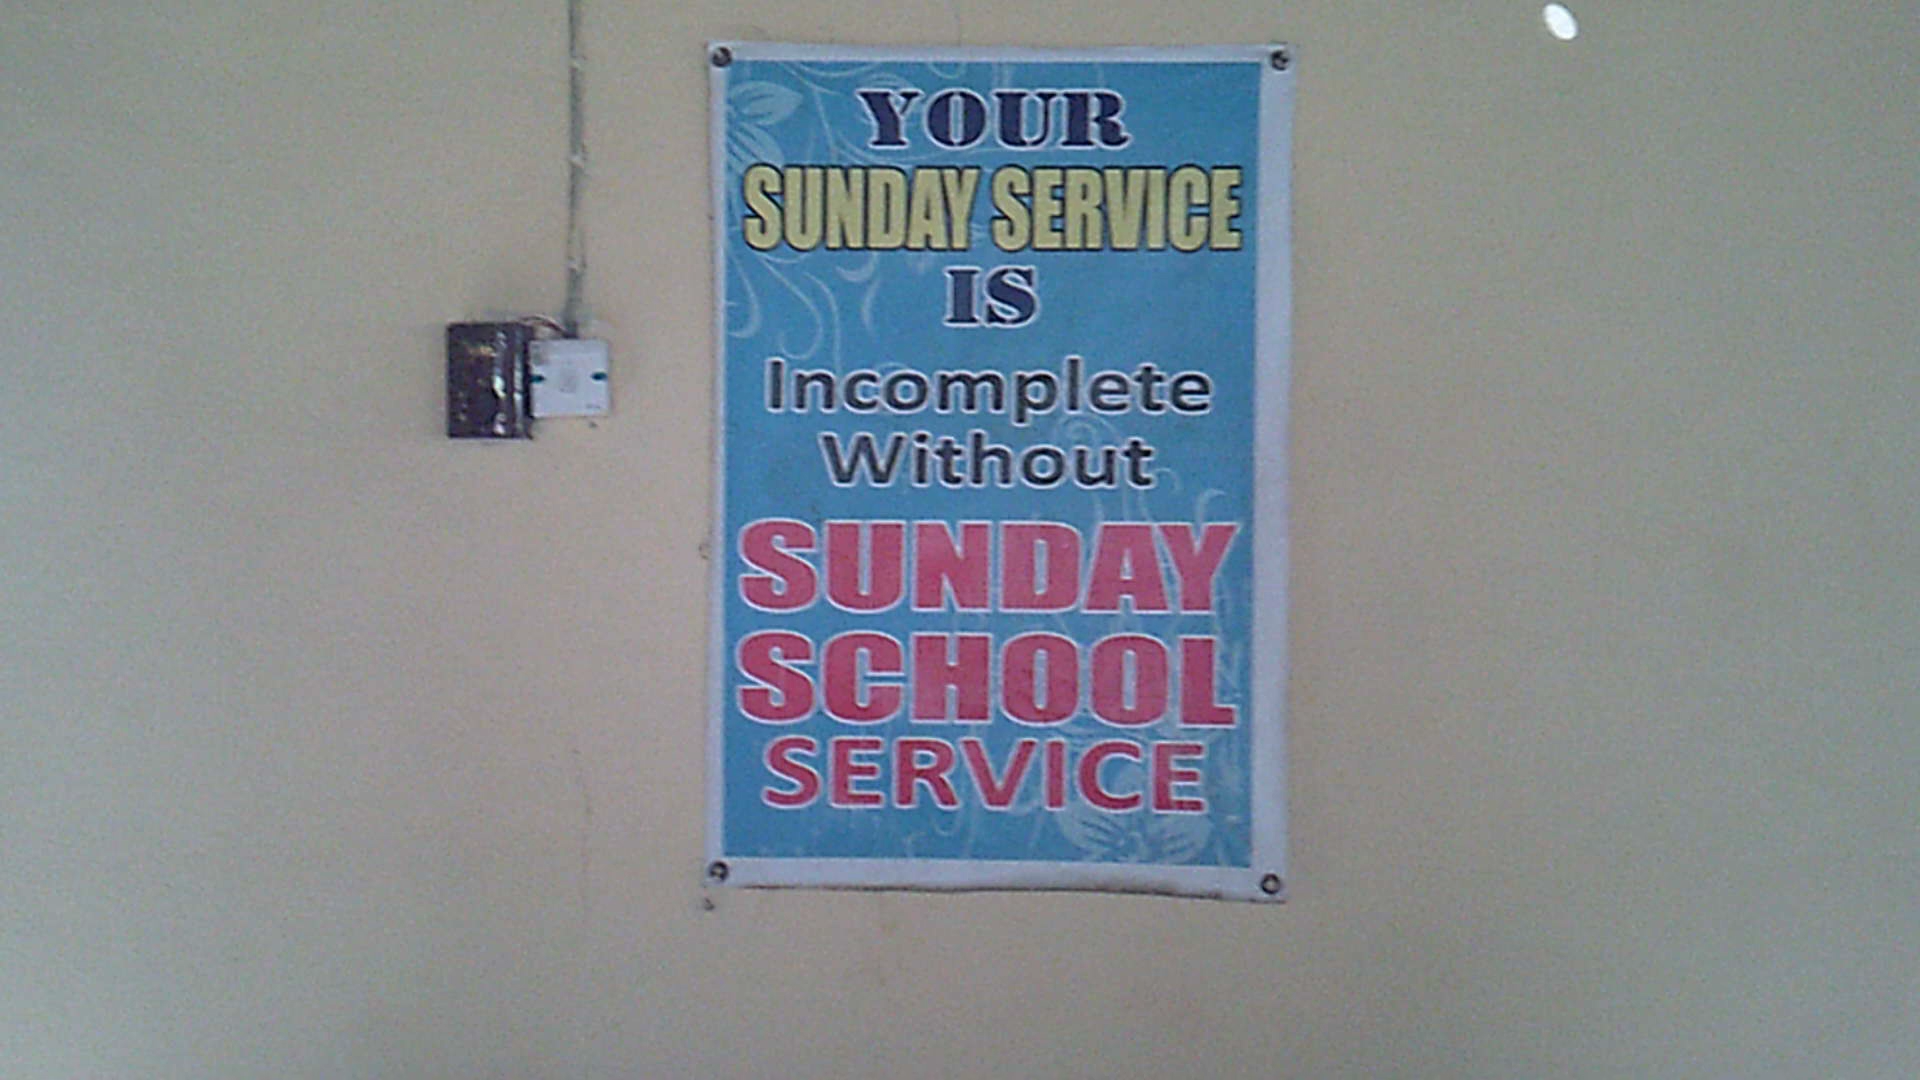 YOUR
SUNDAY SERVICE
IS
Incomplete
Without
SUNDAY
SCHOOL
SERVICE